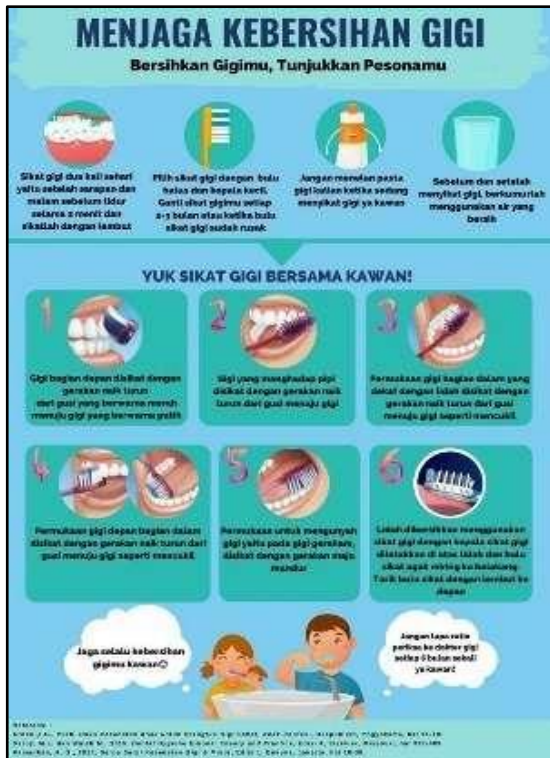 MENJAGA KEBERSIHAN GIGI
Bersihkan Gigimu, Tunjukkan Pesonamu
Sikat gigi dua kali sehari
yaitu setelah sarapan dan
malam sebelum tidur
selama 2 menit dan
sikatlah dengan lembut
Pilih sikat gigi dengan bulu
halus dan kepala kecil.
Ganti sikat gigimu setiap
2-3 bulan atau ketika bulu
sikat gigi sudah rusak
Jangan menelan pasta
gigi kalian ketika sedang
menyikat gigi ya kawan
Sebelum dan setelah
menyikat gigi, berkumurlah
menggunakan air yang
bersih
YUK SIKAT GIGI BERSAMA KAWAN!
1
Gigi bagian depan disikat dengan
gerakan naik turun
dari gusi yang berwarna merah
menuju gigi yang berwarna putih
2
Gigi yang menghadap pipi
disikat dengan gerakan naik
turun dari gusi menuju gigi
3
Permukaan gigi bagian dalam yang
dekat dengan lidah disikat dengan
gerakan naik turun dari gusi
menuju gigi seperti mencukil
4
Permukaan gigi depan bagian dalam
disikat dengan gerakan naik turun dari
gusi menuju gigi seperti mencukil
5
Permukaan untuk mengunyah
gigi yaitu pada gigi geraham,
disikat dengan gerakan maju
mundur
6
Lidah dibersihkan menggunakan
sikat gigi dengan kepala sikat gigi
diletakkan di atas lidah dan bulu
sikat agak miring ke belakang.
Tarik bulu sikat dengan lembut ke
depan
Jaga selalu kebersihan
gigimu kawan😊
Jangan lupa rutin
periksa ke dokter gigi
setiap 6 bulan sekali
ya kawan!